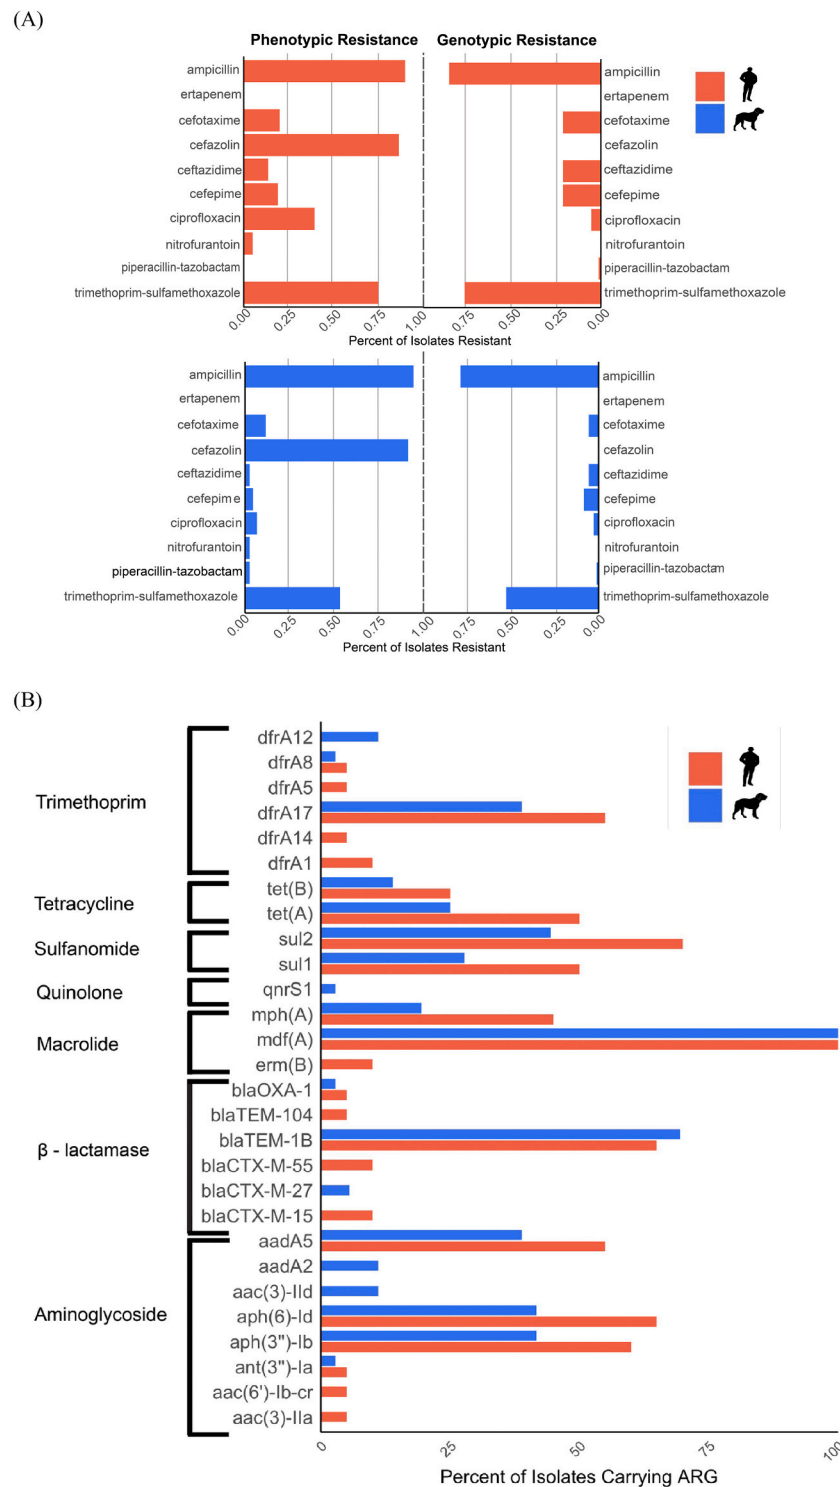 (A)
Phenotypic Resistance
Genotypic Resistance
ampicillin
ertapenem
cefotaxime
cefazolin
ceftazidime
cefepime
ciprofloxacin
nitrofurantoin
piperacillin-tazobactam
trimethoprim-sulfamethoxazole
0.00 0.25 0.50 0.75 1.00
ampicillin
ertapenem
cefotaxime
cefazolin
ceftazidime
cefepime
ciprofloxacin
nitrofurantoin
piperacillin-tazobactam
trimethoprim-sulfamethoxazole
0.75 0.50 0.25 0.00
Percent of Isolates Resistant
ampicillin
ertapenem
cefotaxime
cefazolin
ceftazidime
cefepime
ciprofloxacin
nitrofurantoin
piperacillin-tazobactam
trimethoprim-sulfamethoxazole
0.00 0.25 0.50 0.75 1.00
ampicillin
ertapenem
cefotaxime
cefazolin
ceftazidime
cefepime
ciprofloxacin
nitrofurantoin
piperacillin-tazobactam
trimethoprim-sulfamethoxazole
0.75 0.50 0.25 0.00
Percent of Isolates Resistant
(B)
Trimethoprim
dfrA12
dfrA8
dfrA5
dfrA17
dfrA14
dfrA1
Tetracycline
tet(B)
tet(A)
Sulfanomide
sul2
sul1
Quinolone
qnrS1
Macrolide
mph(A)
mdf(A)
erm(B)
β - lactamase
blaOXA-1
blaTEM-104
blaTEM-1B
blaCTX-M-55
blaCTX-M-27
blaCTX-M-15
Aminoglycoside
aadA5
aadA2
aac(3)-IId
aph(6)-Id
aph(3")-Ib
ant(3")-Ia
aac(6')-Ib-cr
aac(3)-IIa
0 25 50 75 100
Percent of Isolates Carrying ARG